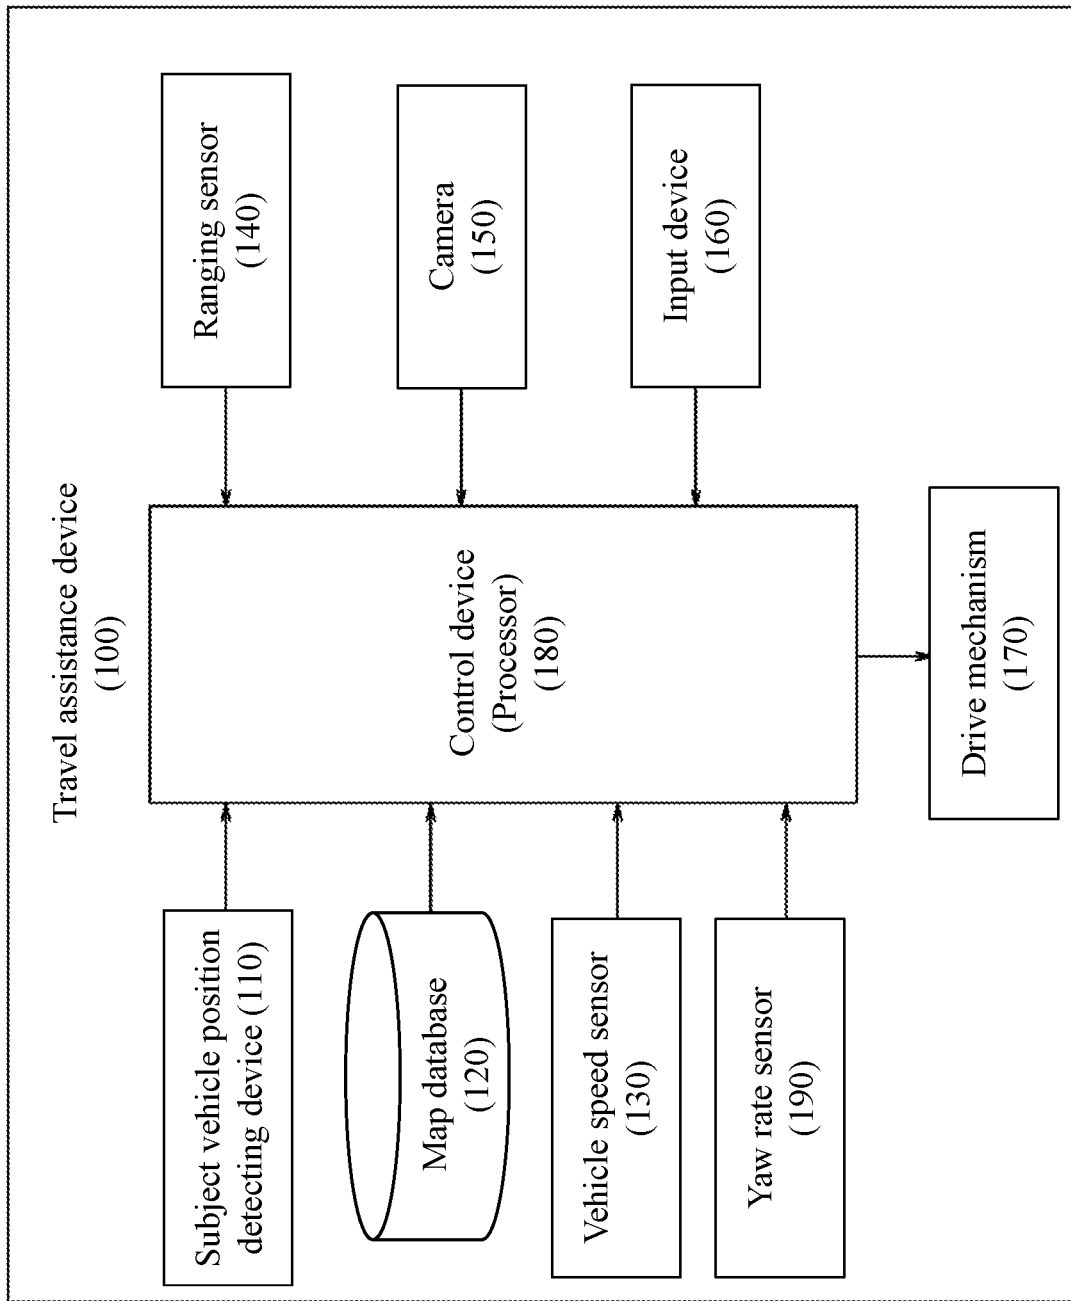 Travel assistance device
(100)
Subject vehicle position
detecting device (110)
Map database
(120)
Vehicle speed sensor
(130)
Yaw rate sensor
(190)
Control device
(Processor)
(180)
Ranging sensor
(140)
Camera
(150)
Input device
(160)
Drive mechanism
(170)